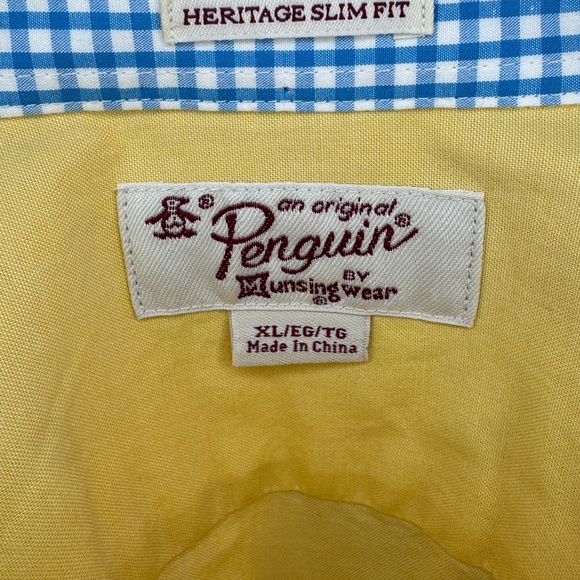 HERITAGE SLIM FIT
an original®
Penguin®
BY
Munsingwear®
XL/EG/TG
Made In China